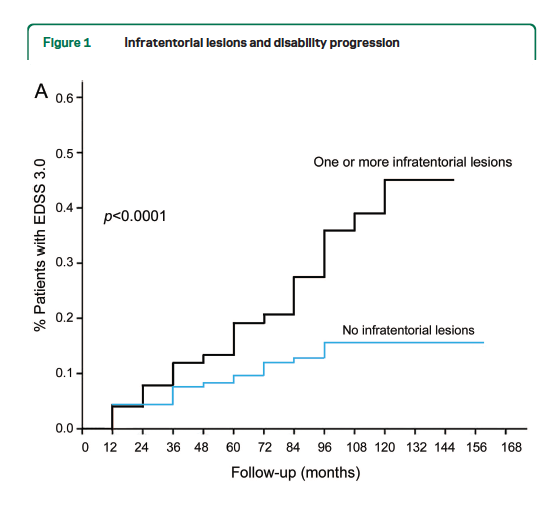 Figure 1 Infratentorial lesions and disability progression
A
0.6
0.5
0.4
0.3
0.2
0.1
0.0
% Patients with EDSS 3.0
One or more infratentorial lesions
p<0.0001
No infratentorial lesions
0 12 24 36 48 60 72 84 96 108 120 132 144 156 168
Follow-up (months)